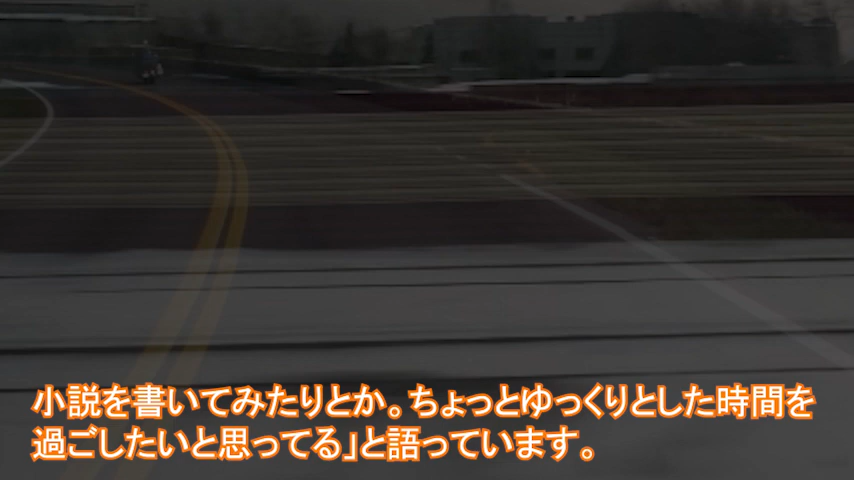 小説を書いてみたりとか。ちょっとゆっくりとした時間を
過ごしたいと思ってる」と語っています。